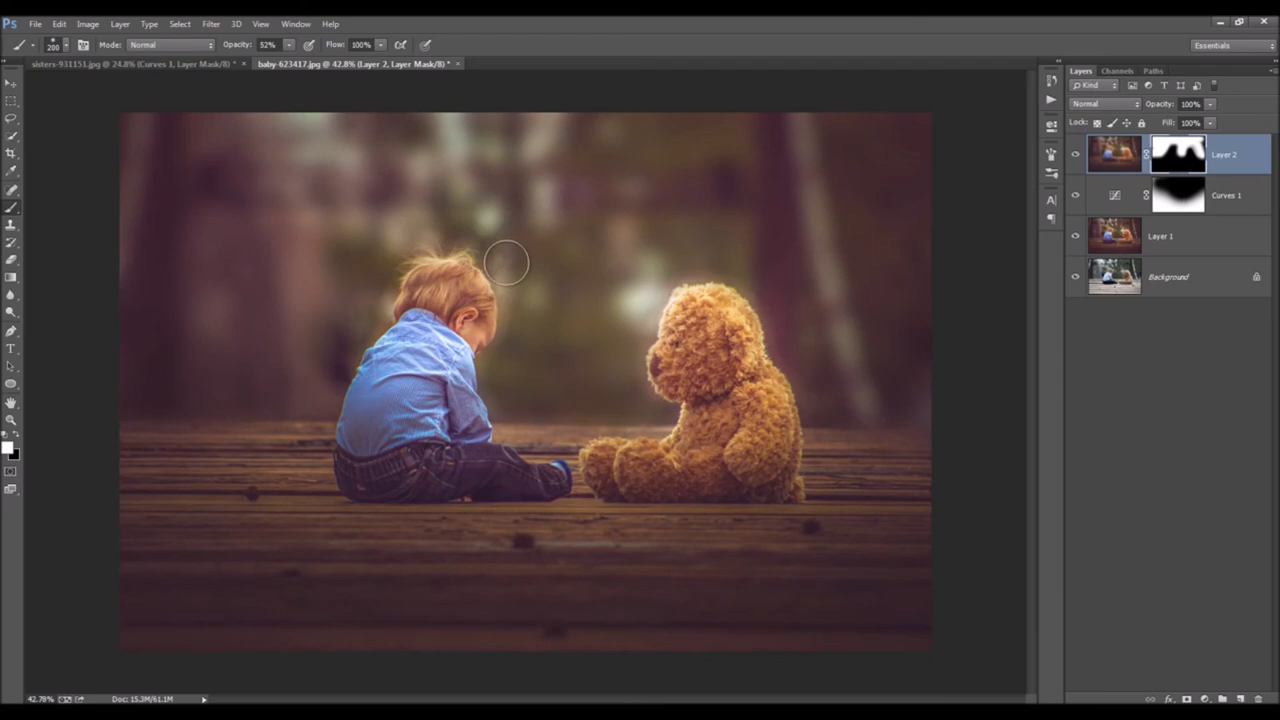 Ps File Edit Image Layer Type Select Filter 3D View Window Help
200 Mode: Normal Opacity: 52% Flow: 100% Essentials
sisters-931151.jpg @ 24.8% (Curves 1, Layer Mask/8) * × baby-623417.jpg @ 42.8% (Layer 2, Layer Mask/8) * ×
Layers Channels Paths
Kind
Normal Opacity: 100%
Lock: Fill: 100%
Layer 2
Curves 1
Layer 1
Background
42.78% Doc: 15.3M/61.1M